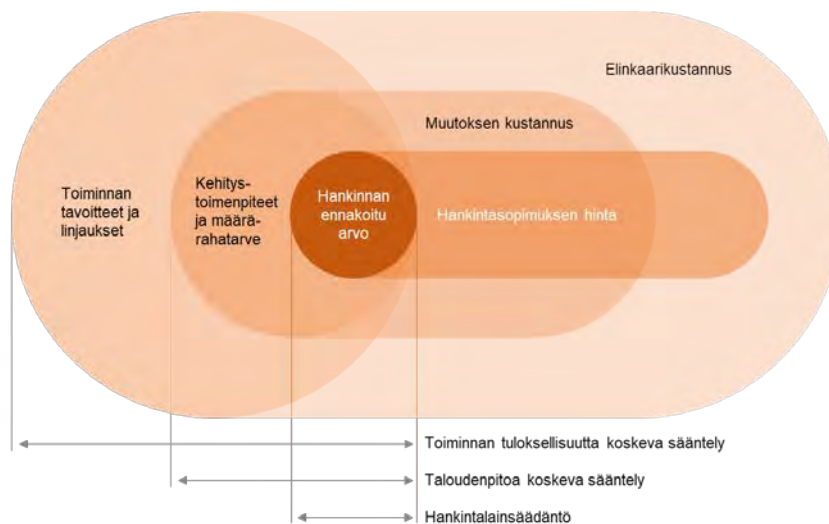 Elinkaarikustannus
Muutoksen kustannus
Toiminnan
tavoitteet ja
linjaukset
Kehitys-
toimenpiteet
ja määrä-
rahatarve
Hankinnan
ennakoitu
arvo
Hankintasopimuksen hinta
Toiminnan tuloksellisuutta koskeva sääntely
Taloudenpitoa koskeva sääntely
Hankintalainsäädäntö